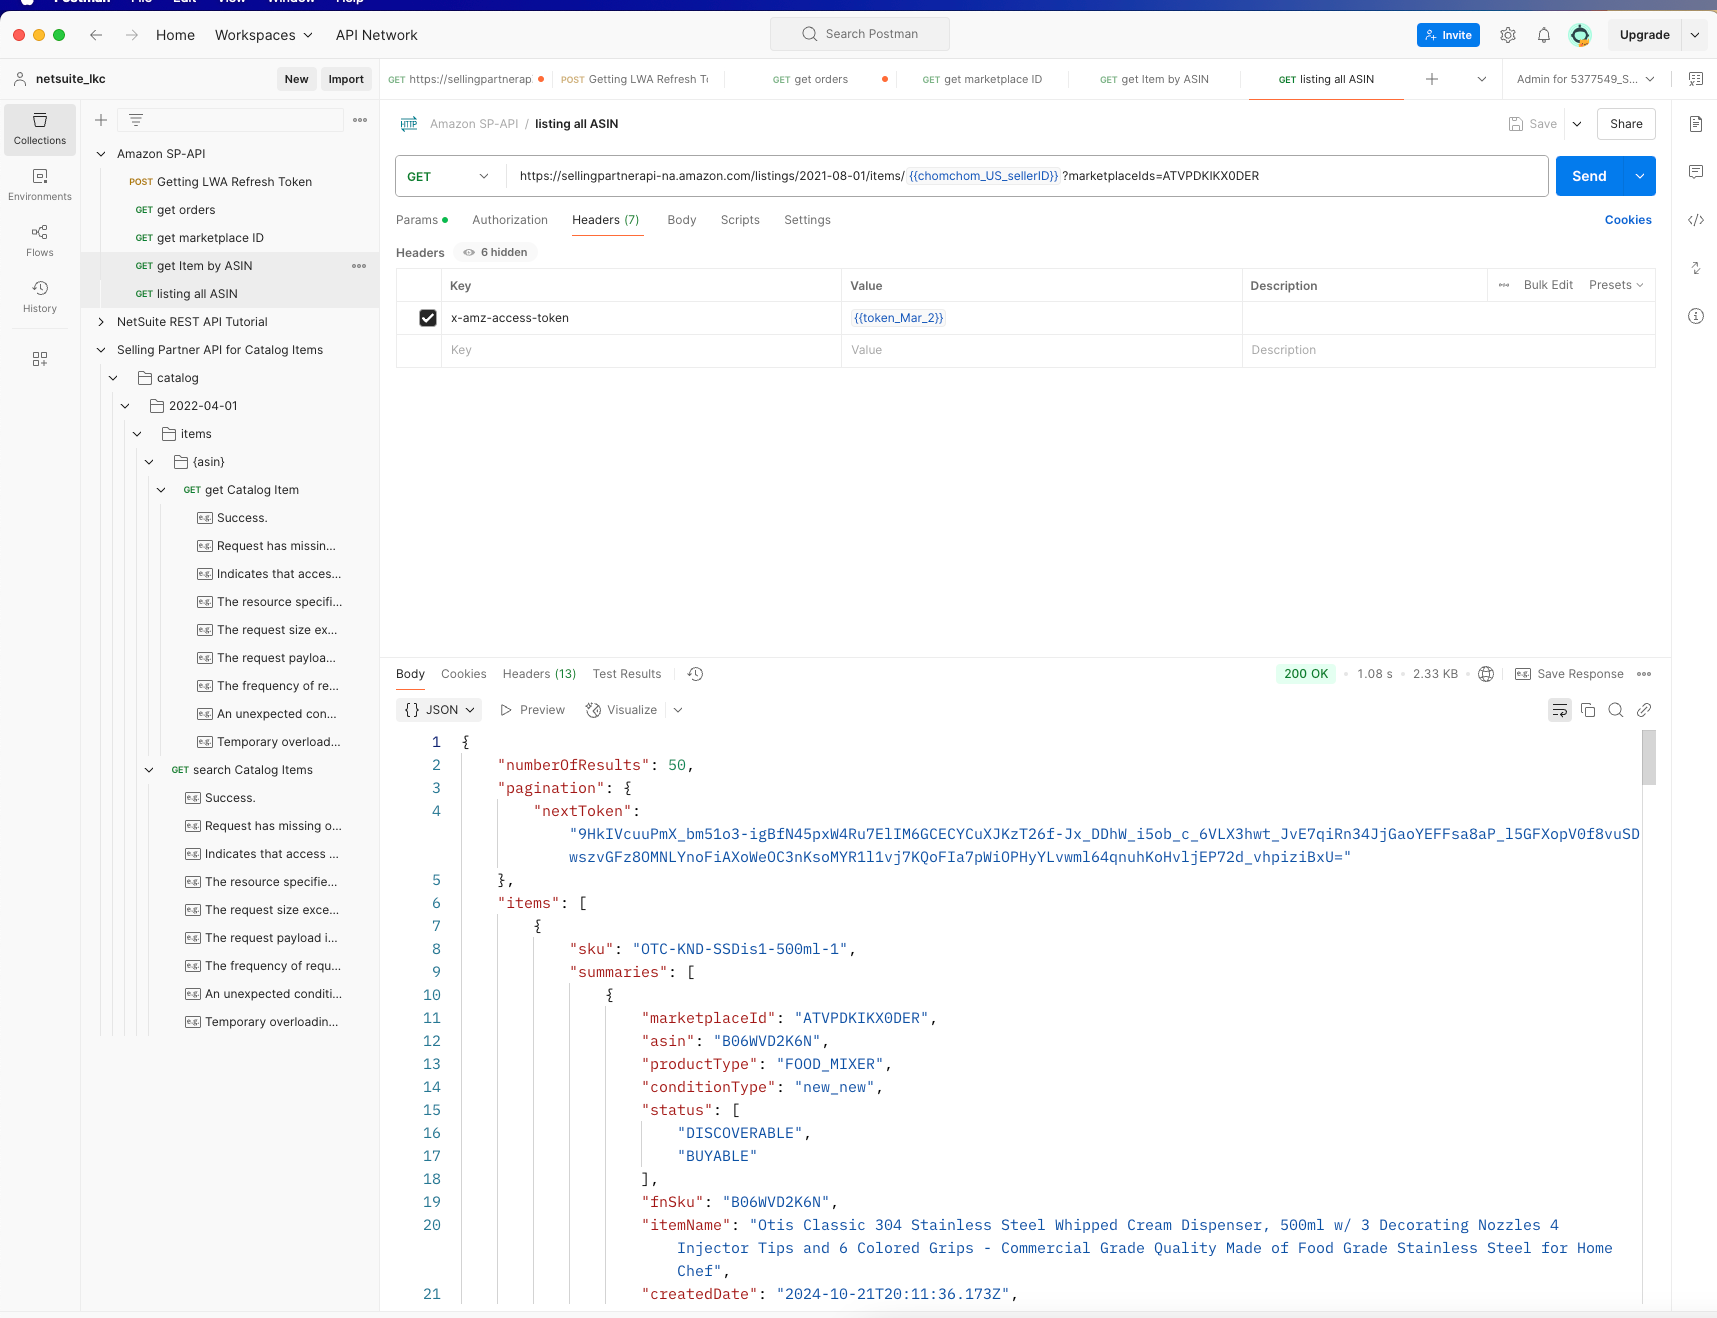 Postman File Edit View Window Help
Home Workspaces API Network Search Postman Invite Upgrade
netsuite_lkc New Import
GET https://sellingpartnerap POST Getting LWA Refresh To GET get orders GET get marketplace ID GET get Item by ASIN GET listing all ASIN Admin for 5377549_S...
Collections
Environments
Flows
History
Amazon SP-API
POST Getting LWA Refresh Token
GET get orders
GET get marketplace ID
GET get Item by ASIN
GET listing all ASIN
NetSuite REST API Tutorial
Selling Partner API for Catalog Items
catalog
2022-04-01
items
{asin}
GET get Catalog Item
e.g. Success.
e.g. Request has missin...
e.g. Indicates that acces...
e.g. The resource specifi...
e.g. The request size ex...
e.g. The request payloa...
e.g. The frequency of re...
e.g. An unexpected con...
e.g. Temporary overload...
GET search Catalog Items
e.g. Success.
e.g. Request has missing o...
e.g. Indicates that access ...
e.g. The resource specifie...
e.g. The request size exce...
e.g. The request payload i...
e.g. The frequency of requ...
e.g. An unexpected conditi...
e.g. Temporary overloadin...
HTTP Amazon SP-API / listing all ASIN Save Share
GET https://sellingpartnerapi-na.amazon.com/listings/2021-08-01/items/ {{chomchom_US_sellerID}} ?marketplaceIds=ATVPDKIKX0DER Send
Params Authorization Headers (7) Body Scripts Settings Cookies
Headers 6 hidden
Key Value Description Bulk Edit Presets
x-amz-access-token {{token_Mar_2}}
Key Value Description
Body Cookies Headers (13) Test Results 200 OK 1.08 s 2.33 KB e.g. Save Response
{} JSON Preview Visualize
1 {
2 "numberOfResults": 50,
3 "pagination": {
4 "nextToken":
"9HkIVcuuPmX_bm51o3-igBfN45pxW4Ru7ElIM6GCECYCuXJKzT26f-Jx_DDhW_i5ob_c_6VLX3hwt_JvE7qiRn34JjGaoYEFFsa8aP_l5GFXopV0f8vuSD
wszvGFz8OMNLYnoFiAXoWeOC3nKsoMYR1l1vj7KQoFIa7pWiOPHyYLvwml64qnuhKoHvljEP72d_vhpiziBxU="
5 },
6 "items": [
7 {
8 "sku": "OTC-KND-SSDis1-500ml-1",
9 "summaries": [
10 {
11 "marketplaceId": "ATVPDKIKX0DER",
12 "asin": "B06WVD2K6N",
13 "productType": "FOOD_MIXER",
14 "conditionType": "new_new",
15 "status": [
16 "DISCOVERABLE",
17 "BUYABLE"
18 ],
19 "fnSku": "B06WVD2K6N",
20 "itemName": "Otis Classic 304 Stainless Steel Whipped Cream Dispenser, 500ml w/ 3 Decorating Nozzles 4
Injector Tips and 6 Colored Grips - Commercial Grade Quality Made of Food Grade Stainless Steel for Home
Chef",
21 "createdDate": "2024-10-21T20:11:36.173Z",